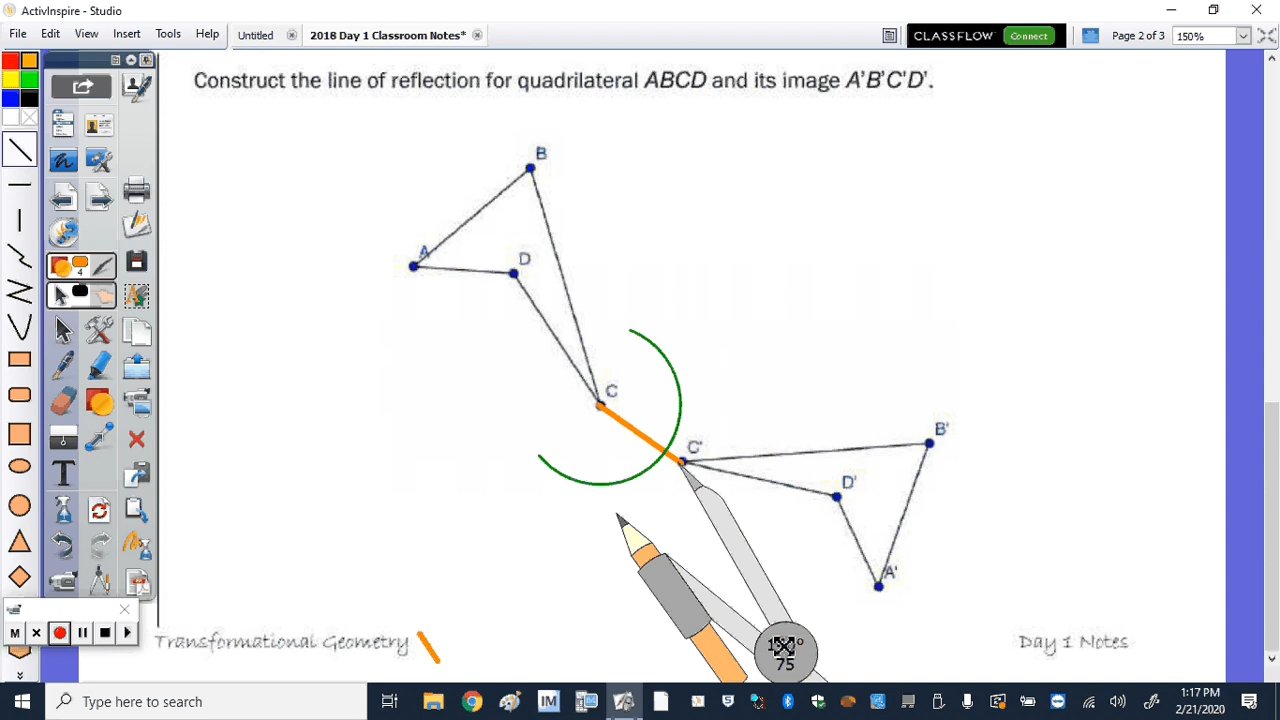 ActivInspire - Studio
File Edit View Insert Tools Help
Untitled
2018 Day 1 Classroom Notes*
CLASSFLOW
Connect
Page 2 of 3
150%
Construct the line of reflection for quadrilateral ABCD and its image A'B'C'D'.
B
A
D
C
C'
B'
D'
A'
4
T
75
M
Transformational Geometry
Day 1 Notes
Type here to search
IM
1:17 PM
2/21/2020